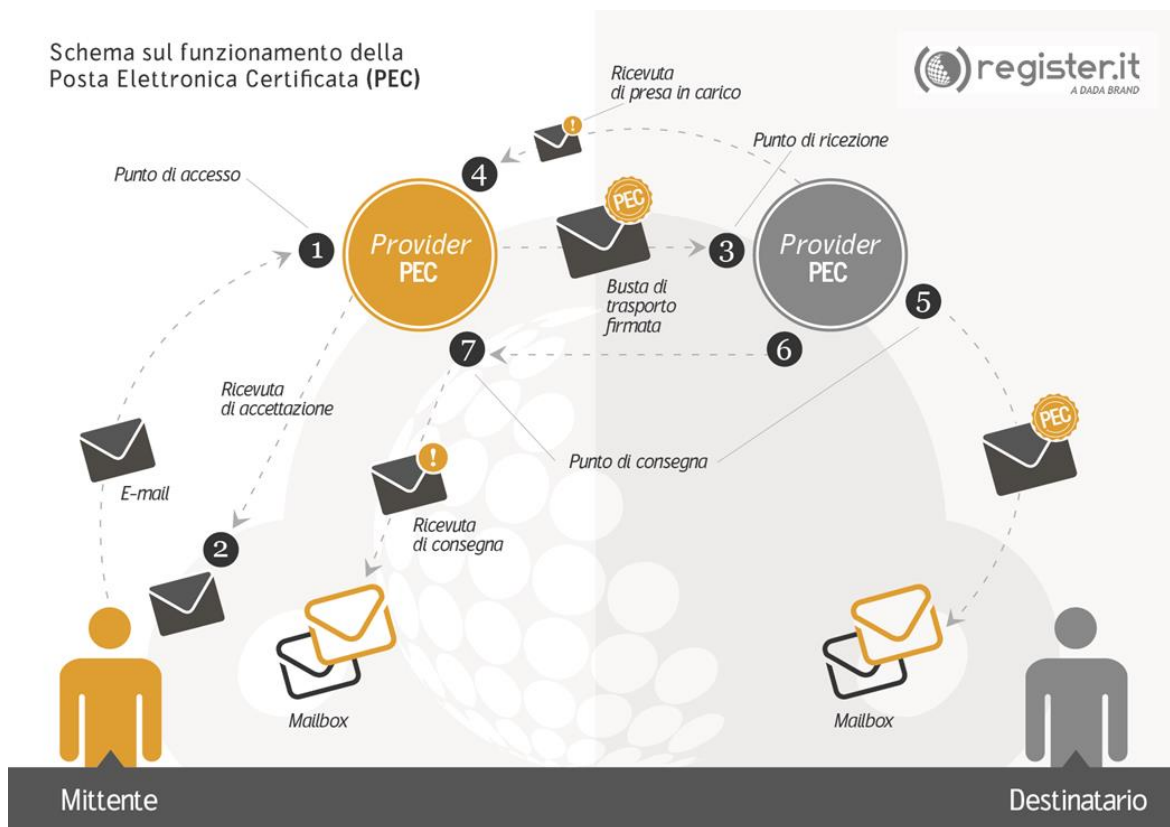 Schema sul funzionamento della
Posta Elettronica Certificata (PEC)
register.it
A DADA BRAND
Ricevuta
di presa in carico
Punto di ricezione
Punto di accesso
4
PEC
1
Provider
PEC
3
Provider
PEC
Busta di
trasporto
firmata
5
7
6
Ricevuta
di accettazione
PEC
Punto di consegna
E-mail
Ricevuta
di consegna
2
Mailbox
Mailbox
Mittente
Destinatario